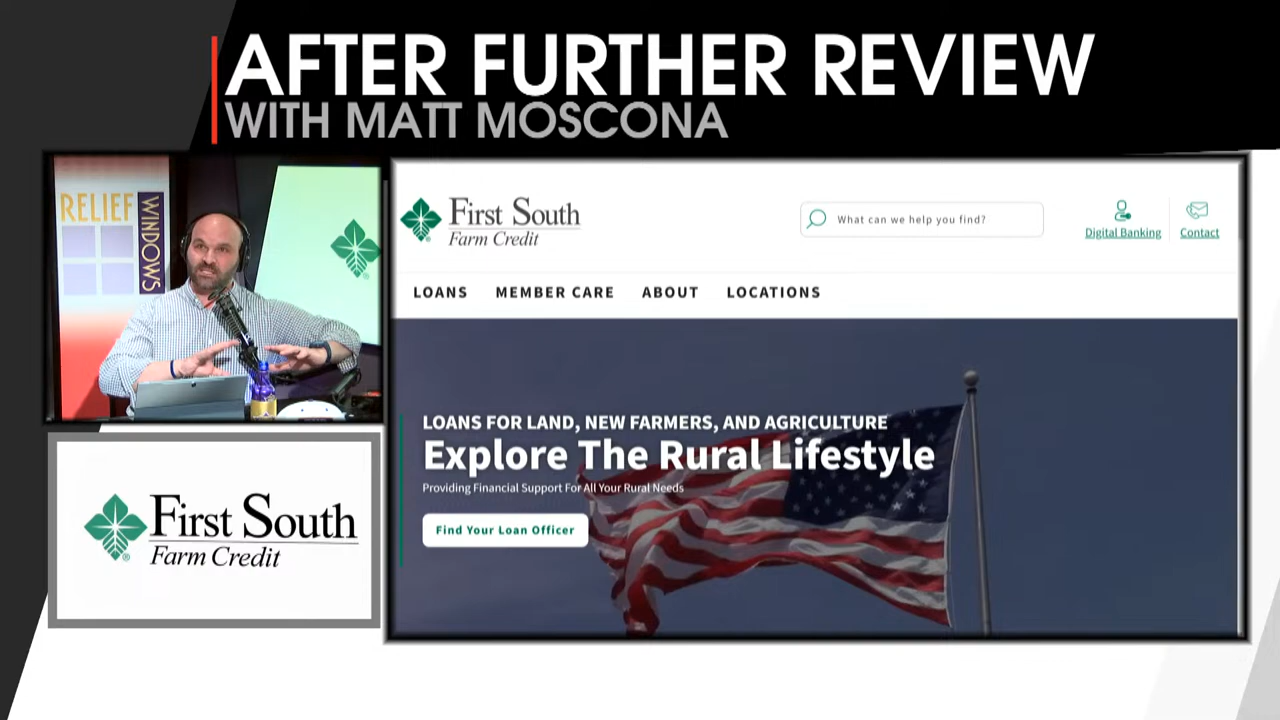 AFTER FURTHER REVIEW
WITH MATT MOSCONA
RELIEF
WINDOWS
First South
Farm Credit
What can we help you find?
Digital Banking
Contact
LOANS MEMBER CARE ABOUT LOCATIONS
LOANS FOR LAND, NEW FARMERS, AND AGRICULTURE
Explore The Rural Lifestyle
Providing Financial Support For All Your Rural Needs
Find Your Loan Officer
First South
Farm Credit